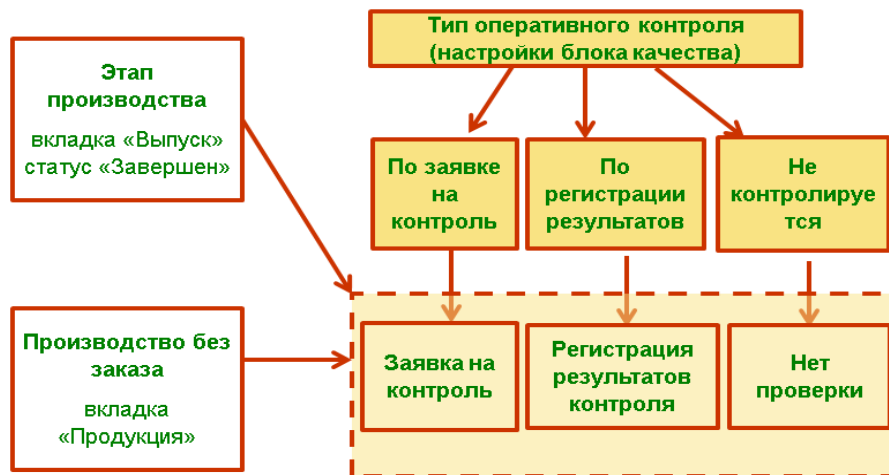 Тип оперативного контроля
(настройки блока качества)
Этап
производства
вкладка «Выпуск»
статус «Завершен»
По заявке
на
контроль
По
регистрации
результатов
Не
контролируе
тся
Производство без
заказа
вкладка
«Продукция»
Заявка на
контроль
Регистрация
результатов
контроля
Нет
проверки